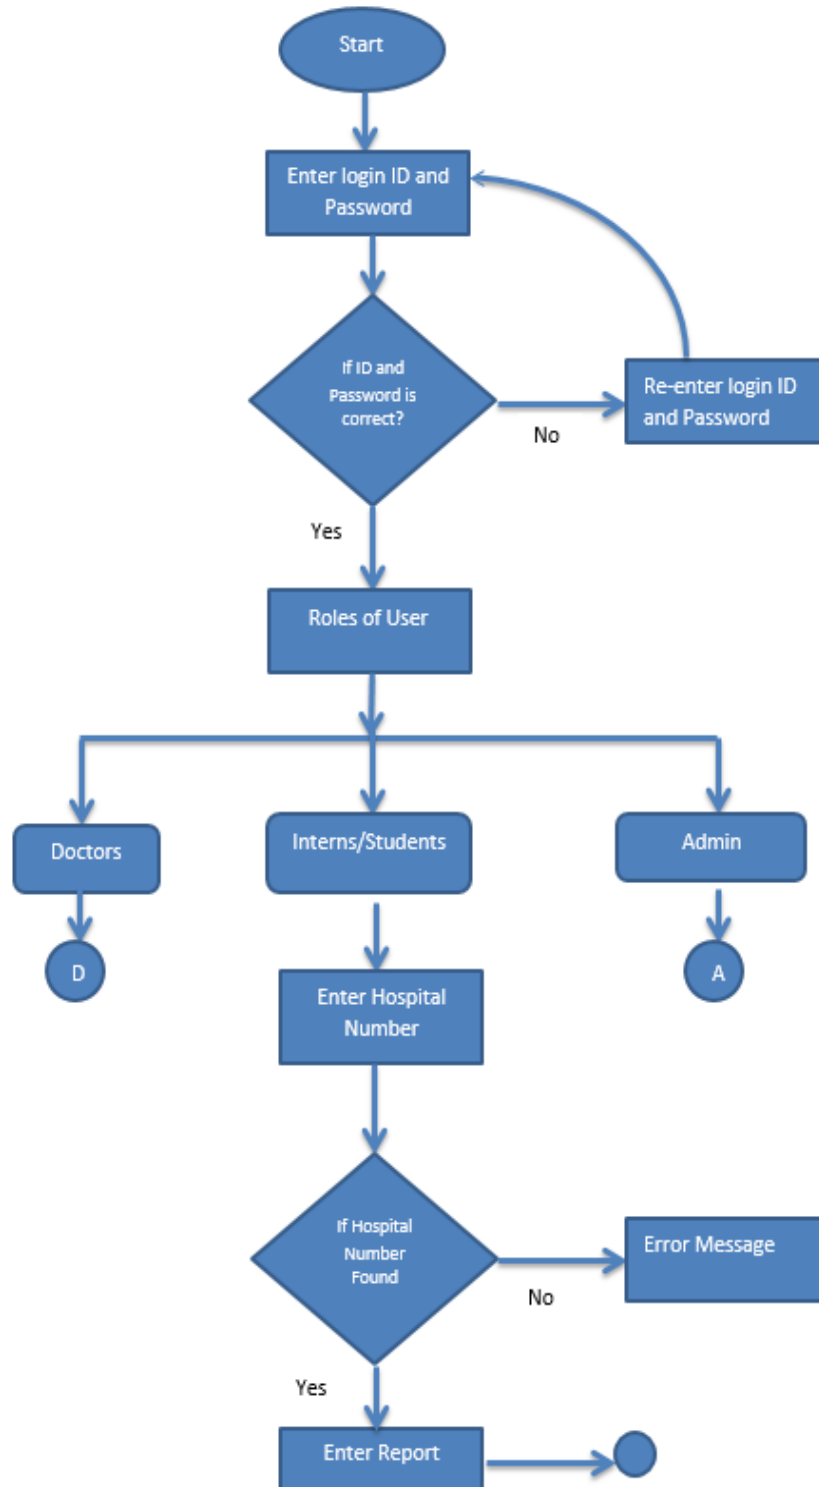 Start
Enter login ID and
Password
If ID and
Password is
correct?
No
Re-enter login ID
and Password
Yes
Roles of User
Doctors
Interns/Students
Admin
D
A
Enter Hospital
Number
If Hospital
Number
Found
No
Error Message
Yes
Enter Report